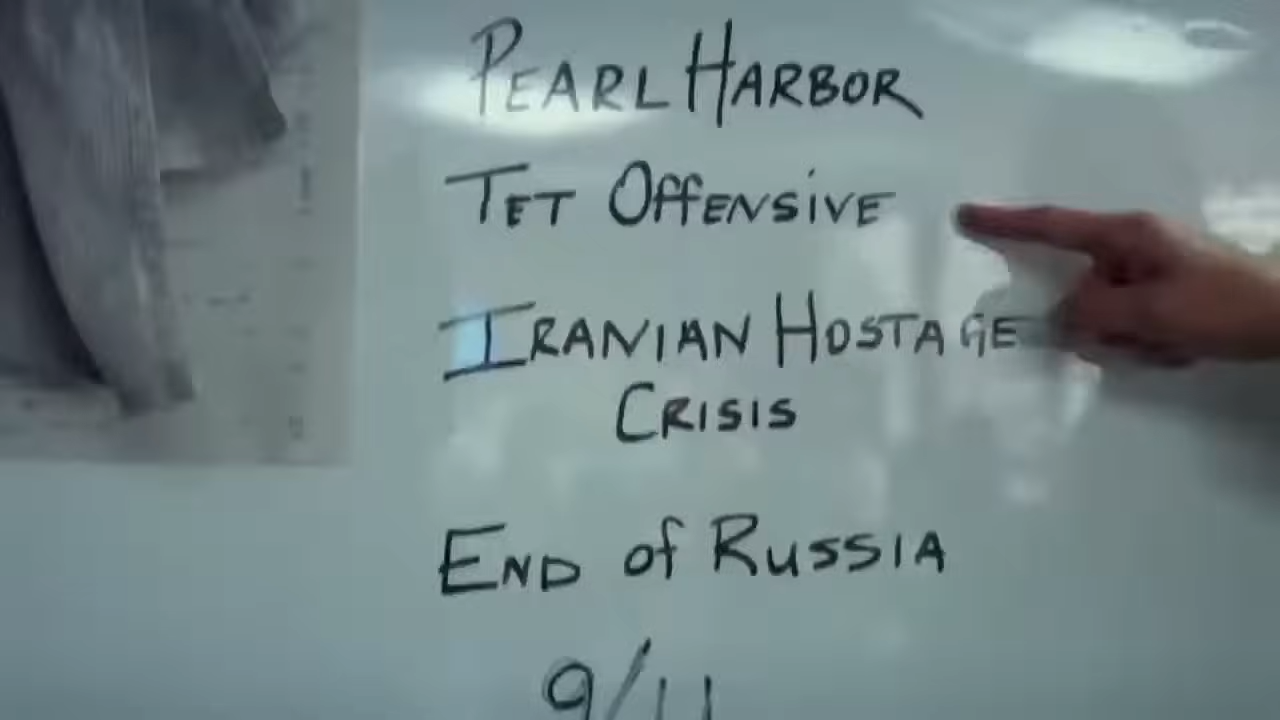 PEARL HARBOR
TET OFFENSIVE
IRANIAN HOSTAGE
CRISIS
END of RUSSIA
9/11